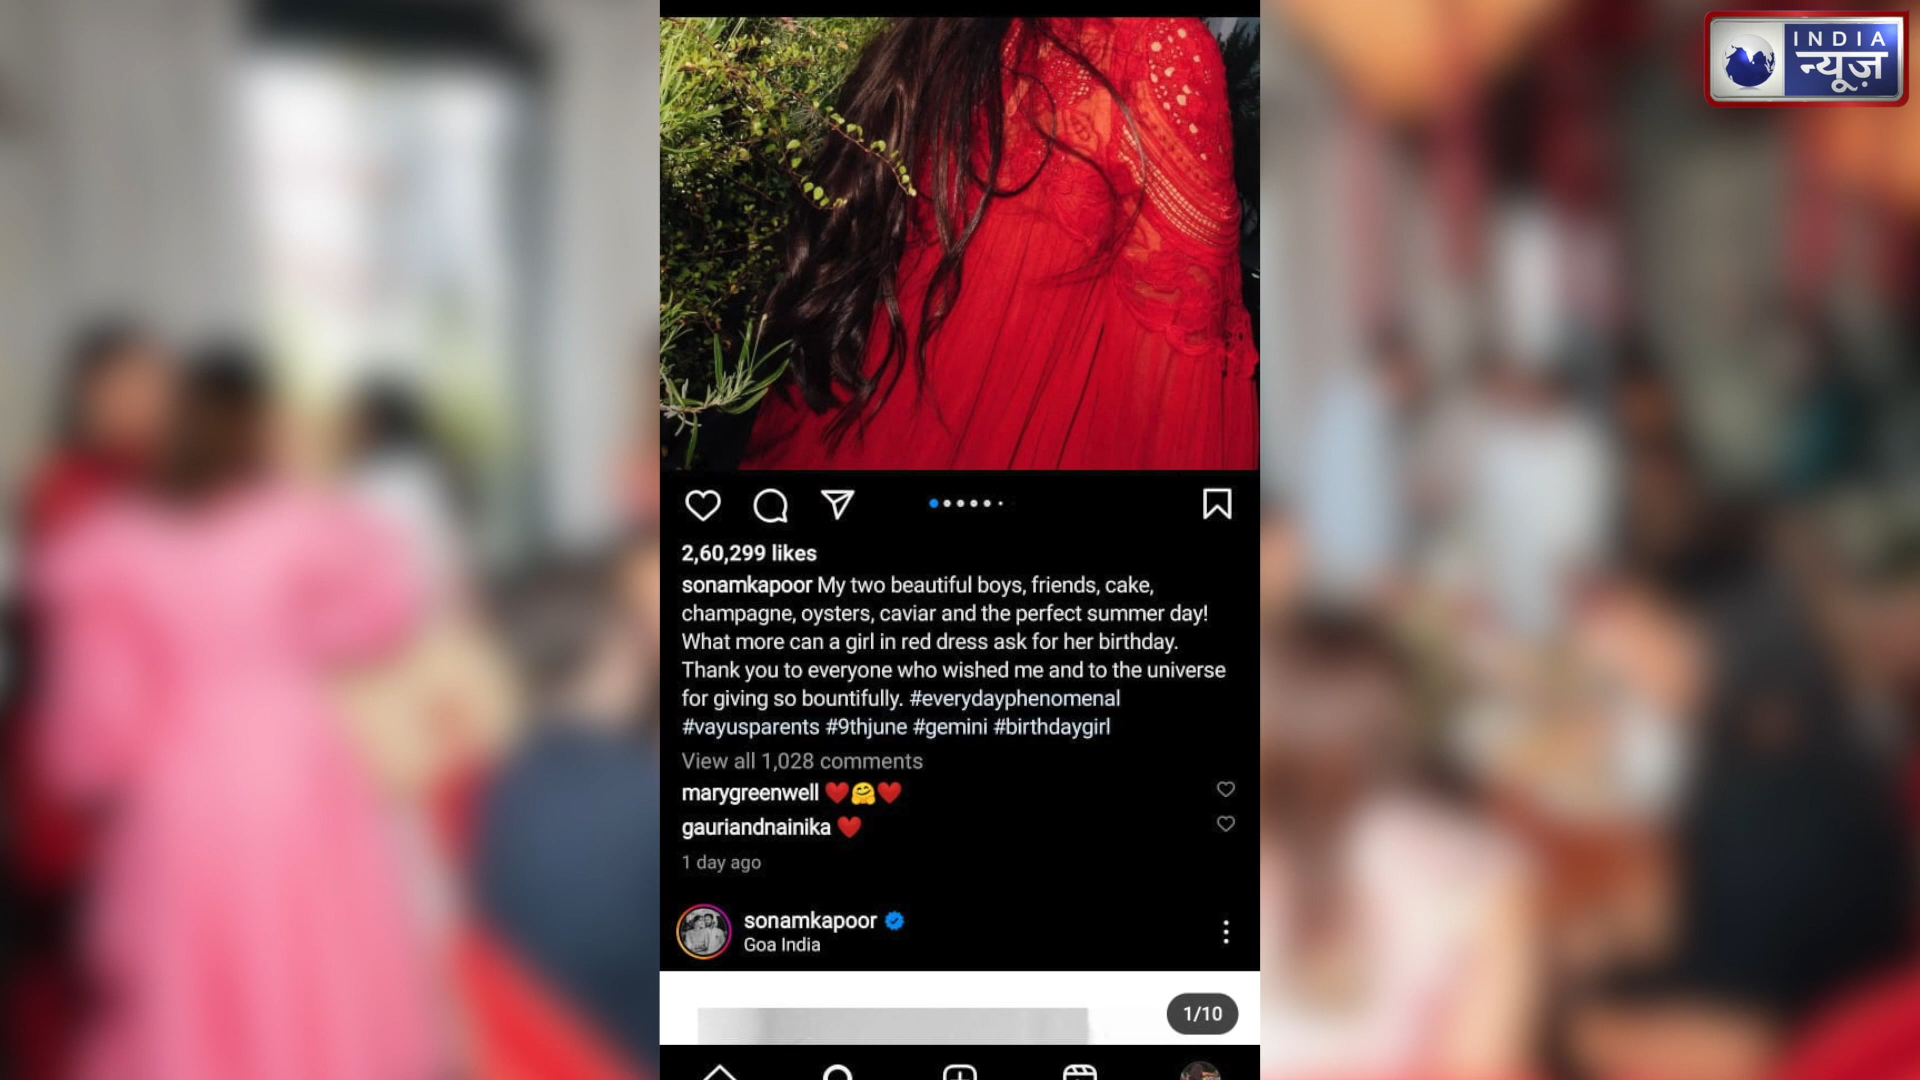 INDIA
न्यूज़
2,60,299 likes
sonamkapoor My two beautiful boys, friends, cake,
champagne, oysters, caviar and the perfect summer day!
What more can a girl in red dress ask for her birthday.
Thank you to everyone who wished me and to the universe
for giving so bountifully. #everydayphenomenal
#vayusparents #9thjune #gemini #birthdaygirl
View all 1,028 comments
marygreenwell ❤️🤗❤️
gauriandnainika ❤️
1 day ago
sonamkapoor
Goa India
1/10